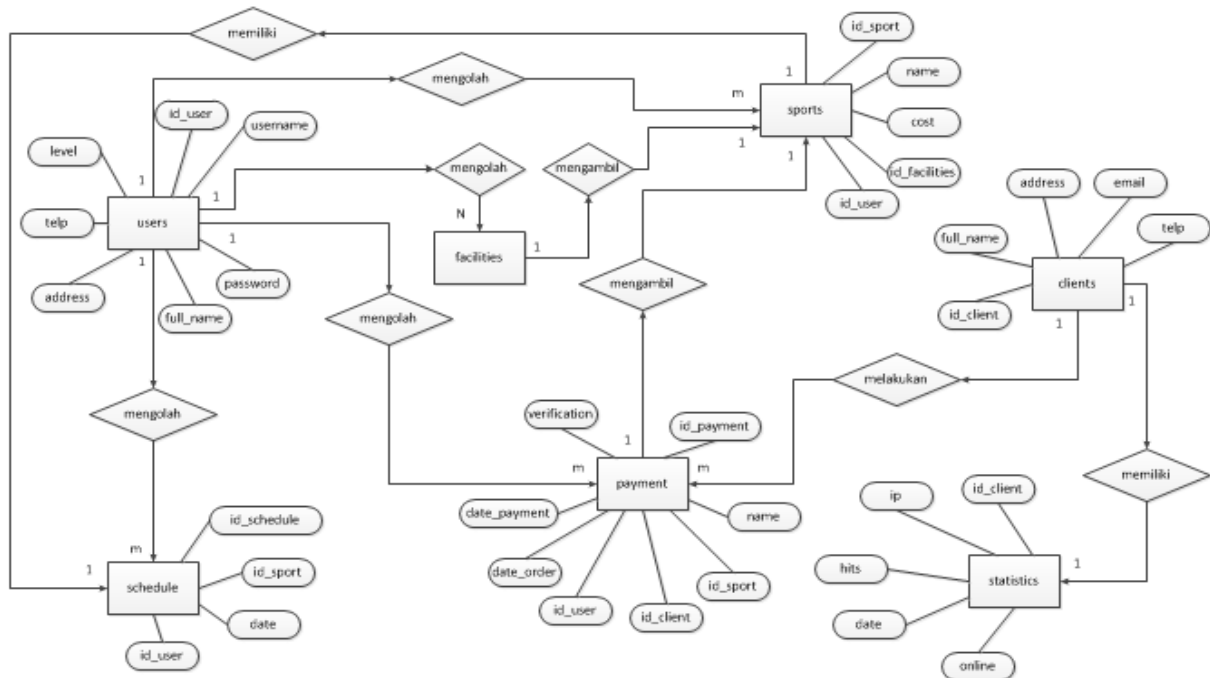 memiliki
id_sport
mengolah
name
1
m
sports
cost
id_user
username
level
1
1
1
mengambil
id_facilities
id_user
mengolah
1
1
N
telp
users
1
1
facilities
1
password
address
full_name
mengolah
mengambil
address
email
full_name
telp
clients
id_client
1
1
melakukan
mengolah
verification
1
id_payment
m
payment
m
date_payment
name
date_order
id_sport
id_user
id_client
memiliki
ip
id_client
1
hits
statistics
date
online
id_schedule
m
1
schedule
id_sport
date
id_user